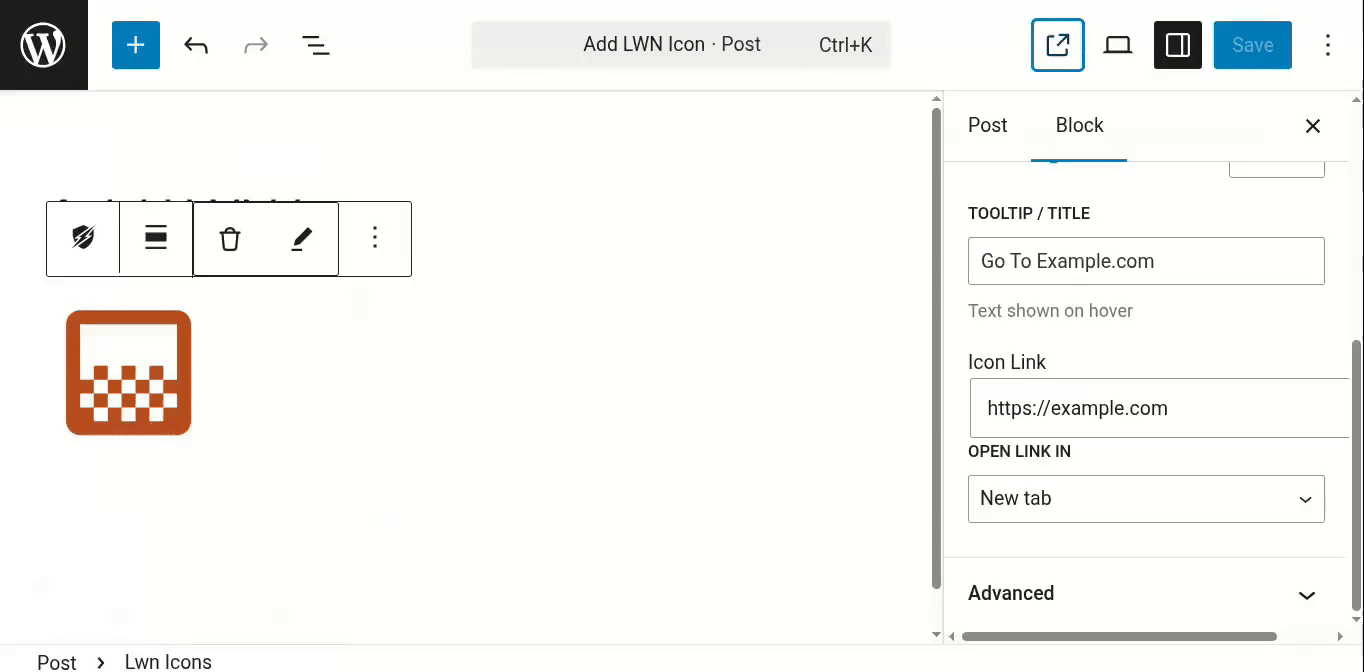 Add LWN Icon · Post Ctrl+K
Save
Post Block
TOOLTIP / TITLE
Go To Example.com
Text shown on hover
Icon Link
https://example.com
OPEN LINK IN
New tab
Advanced
Post › Lwn Icons